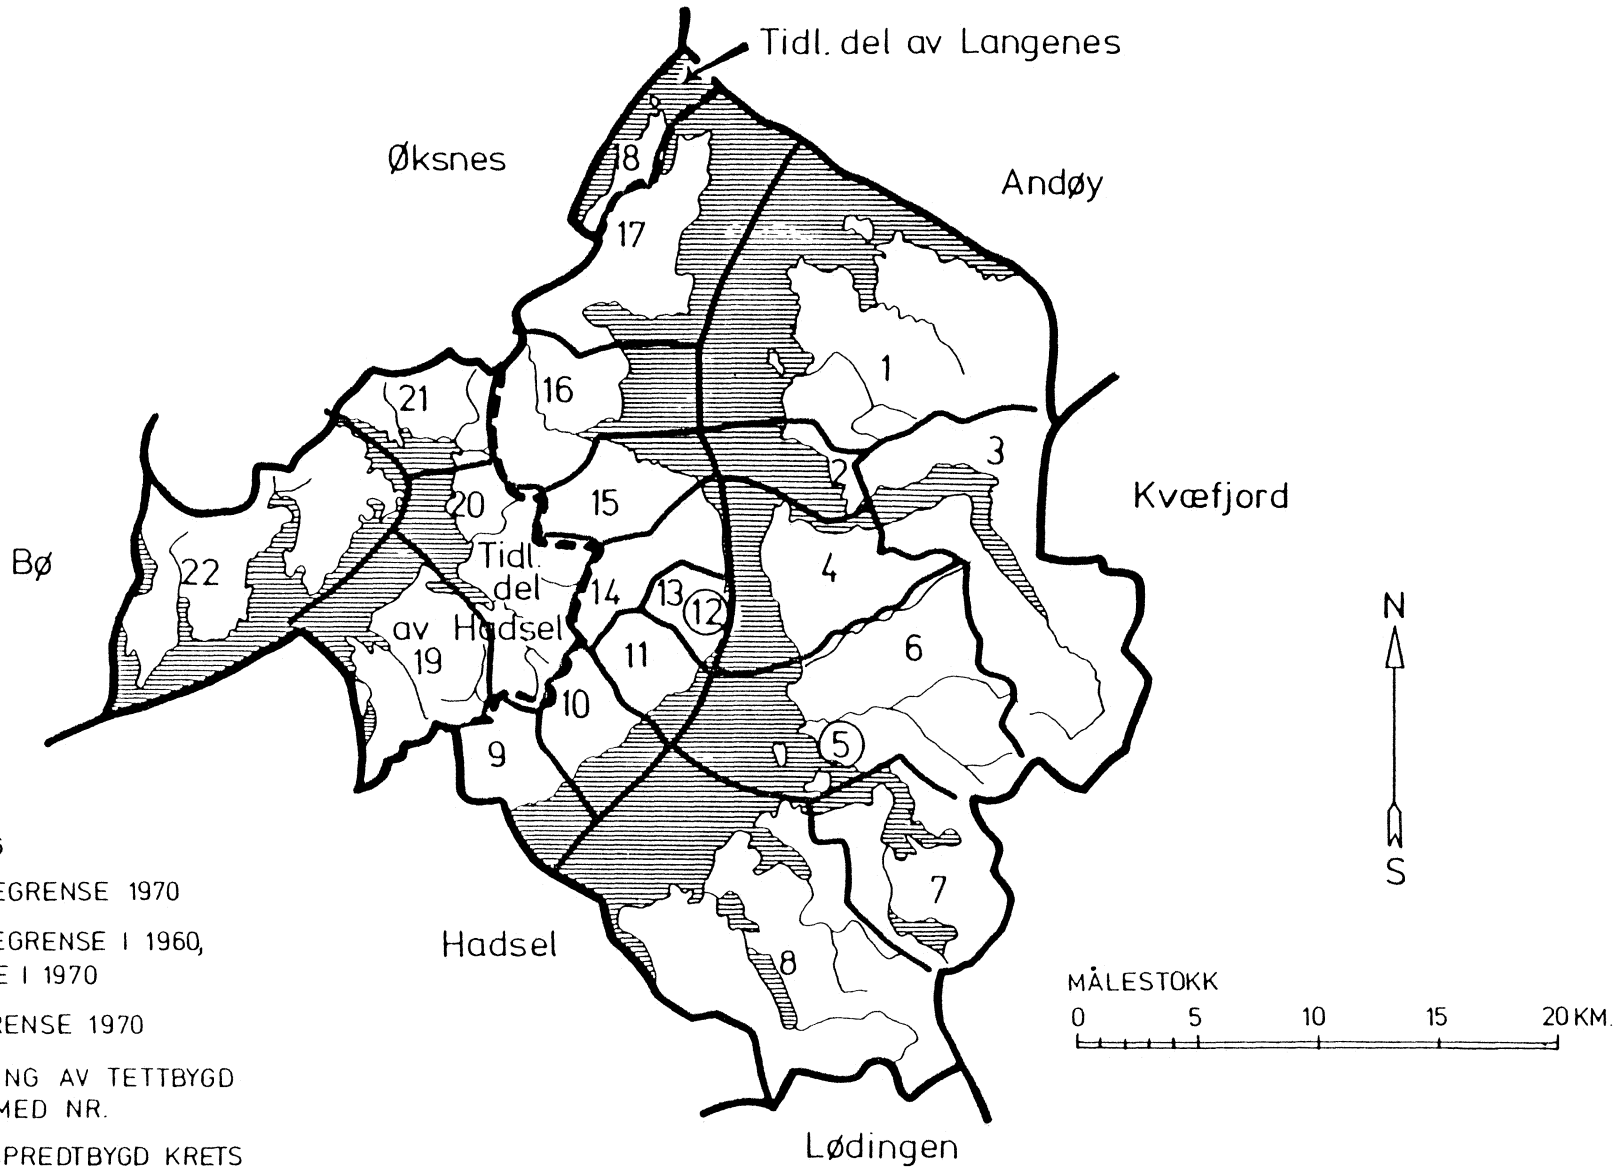 Tidl. del av Langenes
Øksnes
Andøy
18
17
1
16
21
3
2
20
15
Kvæfjord
Bø
22
Tidl.
del
av Hadsel
4
14
13
12
N
19
11
6
10
9
5
7
S
EGRENSE 1970
EGRENSE I 1960,
E I 1970
RENSE 1970
NG AV TETTBYGD
MED NR.
SPREDTBYGD KRETS
Hadsel
8
MÅLESTOKK
0 5 10 15 20 KM.
Lødingen